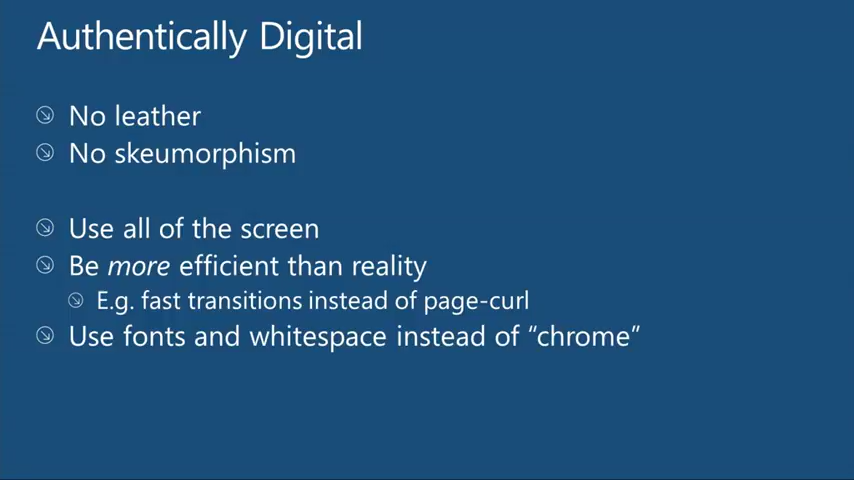 Authentically Digital
No leather
No skeumorphism
Use all of the screen
Be more efficient than reality
E.g. fast transitions instead of page-curl
Use fonts and whitespace instead of “chrome”